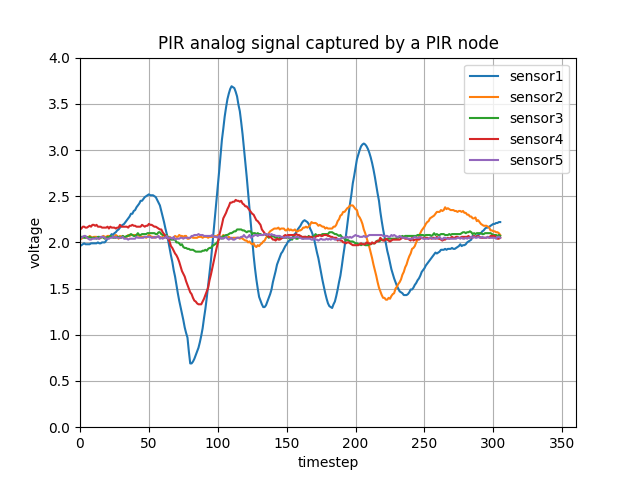 PIR analog signal captured by a PIR node
4.0
3.5
3.0
2.5
2.0
1.5
1.0
0.5
0.0
voltage
sensor1
sensor2
sensor3
sensor4
sensor5
0 50 100 150 200 250 300 350
timestep